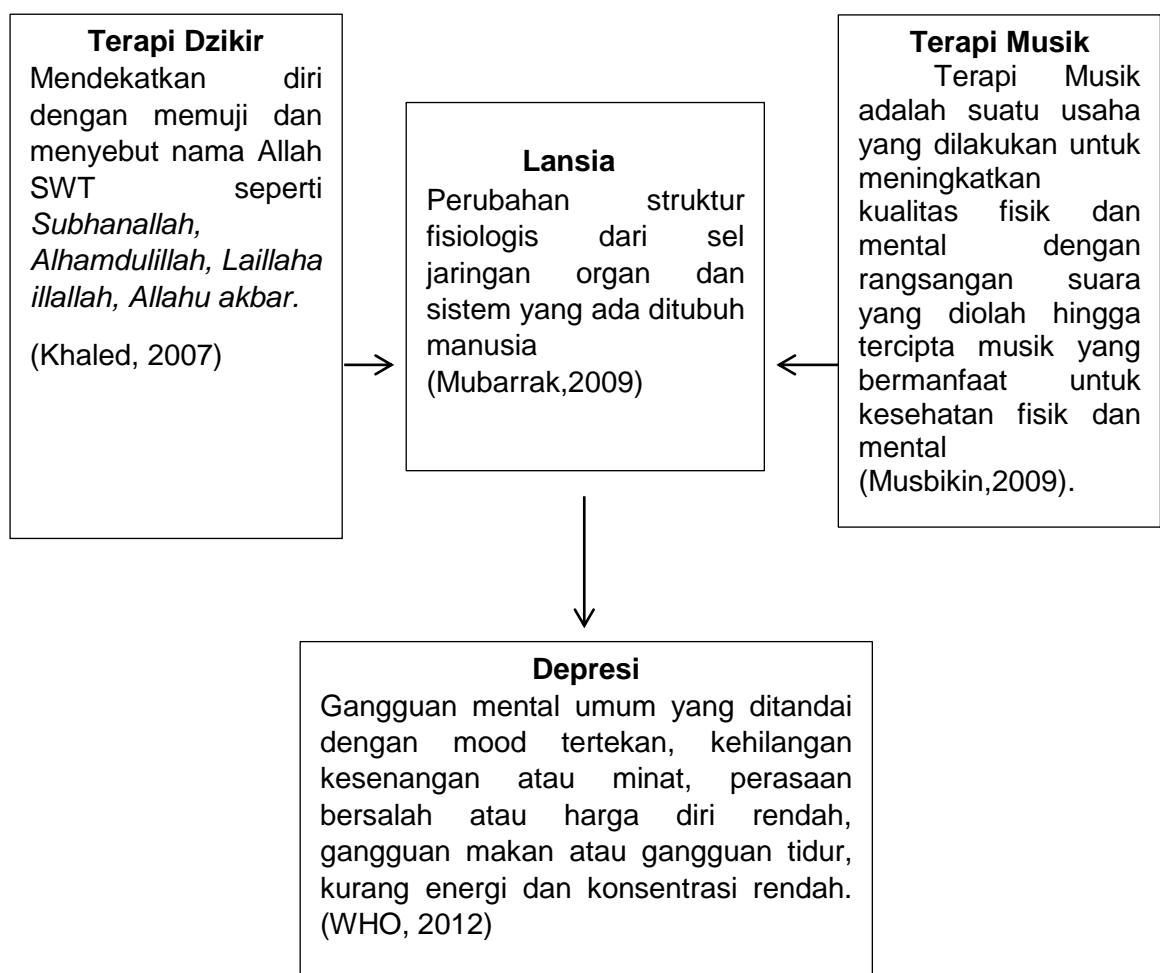 Terapi Dzikir
Mendekatkan diri
dengan memuji dan
menyebut nama Allah
SWT seperti
Subhanallah,
Alhamdulillah, Laillaha
illallah, Allahu akbar.
(Khaled, 2007)
Lansia
Perubahan struktur
fisiologis dari sel
jaringan organ dan
sistem yang ada ditubuh
manusia
(Mubarrak,2009)
Terapi Musik
Terapi Musik
adalah suatu usaha
yang dilakukan untuk
meningkatkan
kualitas fisik dan
mental dengan
rangsangan suara
yang diolah hingga
tercipta musik yang
bermanfaat untuk
kesehatan fisik dan
mental
(Musbikin,2009).
Depresi
Gangguan mental umum yang ditandai
dengan mood tertekan, kehilangan
kesenangan atau minat, perasaan
bersalah atau harga diri rendah,
gangguan makan atau gangguan tidur,
kurang energi dan konsentrasi rendah.
(WHO, 2012)